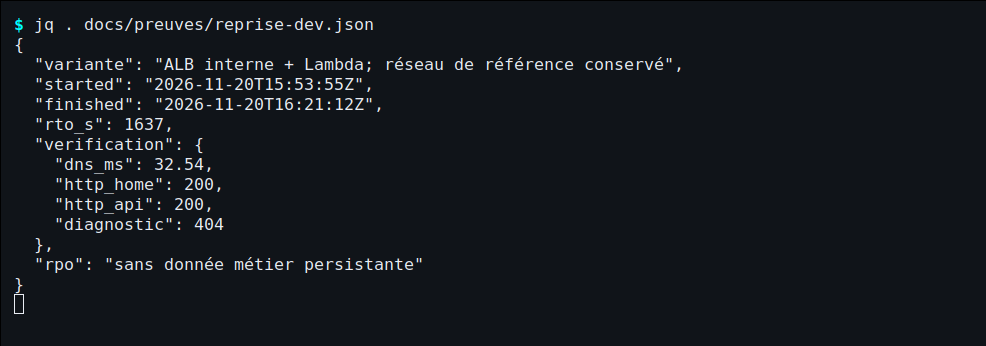 $ jq . docs/preuves/reprise-dev.json
{
  "variante": "ALB interne + Lambda; réseau de référence conservé",
  "started": "2026-11-20T15:53:55Z",
  "finished": "2026-11-20T16:21:12Z",
  "rto_s": 1637,
  "verification": {
    "dns_ms": 32.54,
    "http_home": 200,
    "http_api": 200,
    "diagnostic": 404
  },
  "rpo": "sans donnée métier persistante"
}